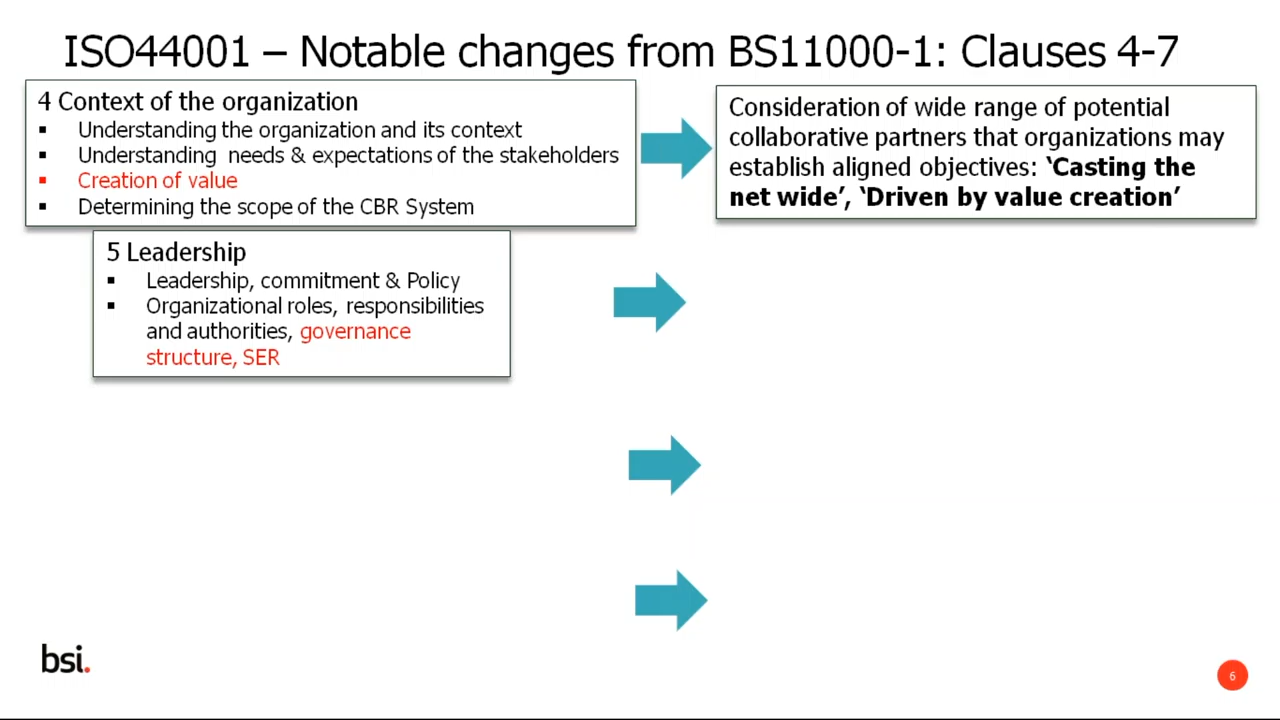 ISO44001 – Notable changes from BS11000-1: Clauses 4-7
4 Context of the organization
▪ Understanding the organization and its context
▪ Understanding needs & expectations of the stakeholders
▪ Creation of value
▪ Determining the scope of the CBR System
Consideration of wide range of potential
collaborative partners that organizations may
establish aligned objectives: ‘Casting the
net wide’, ‘Driven by value creation’
5 Leadership
▪ Leadership, commitment & Policy
▪ Organizational roles, responsibilities
and authorities, governance
structure, SER
bsi.
6